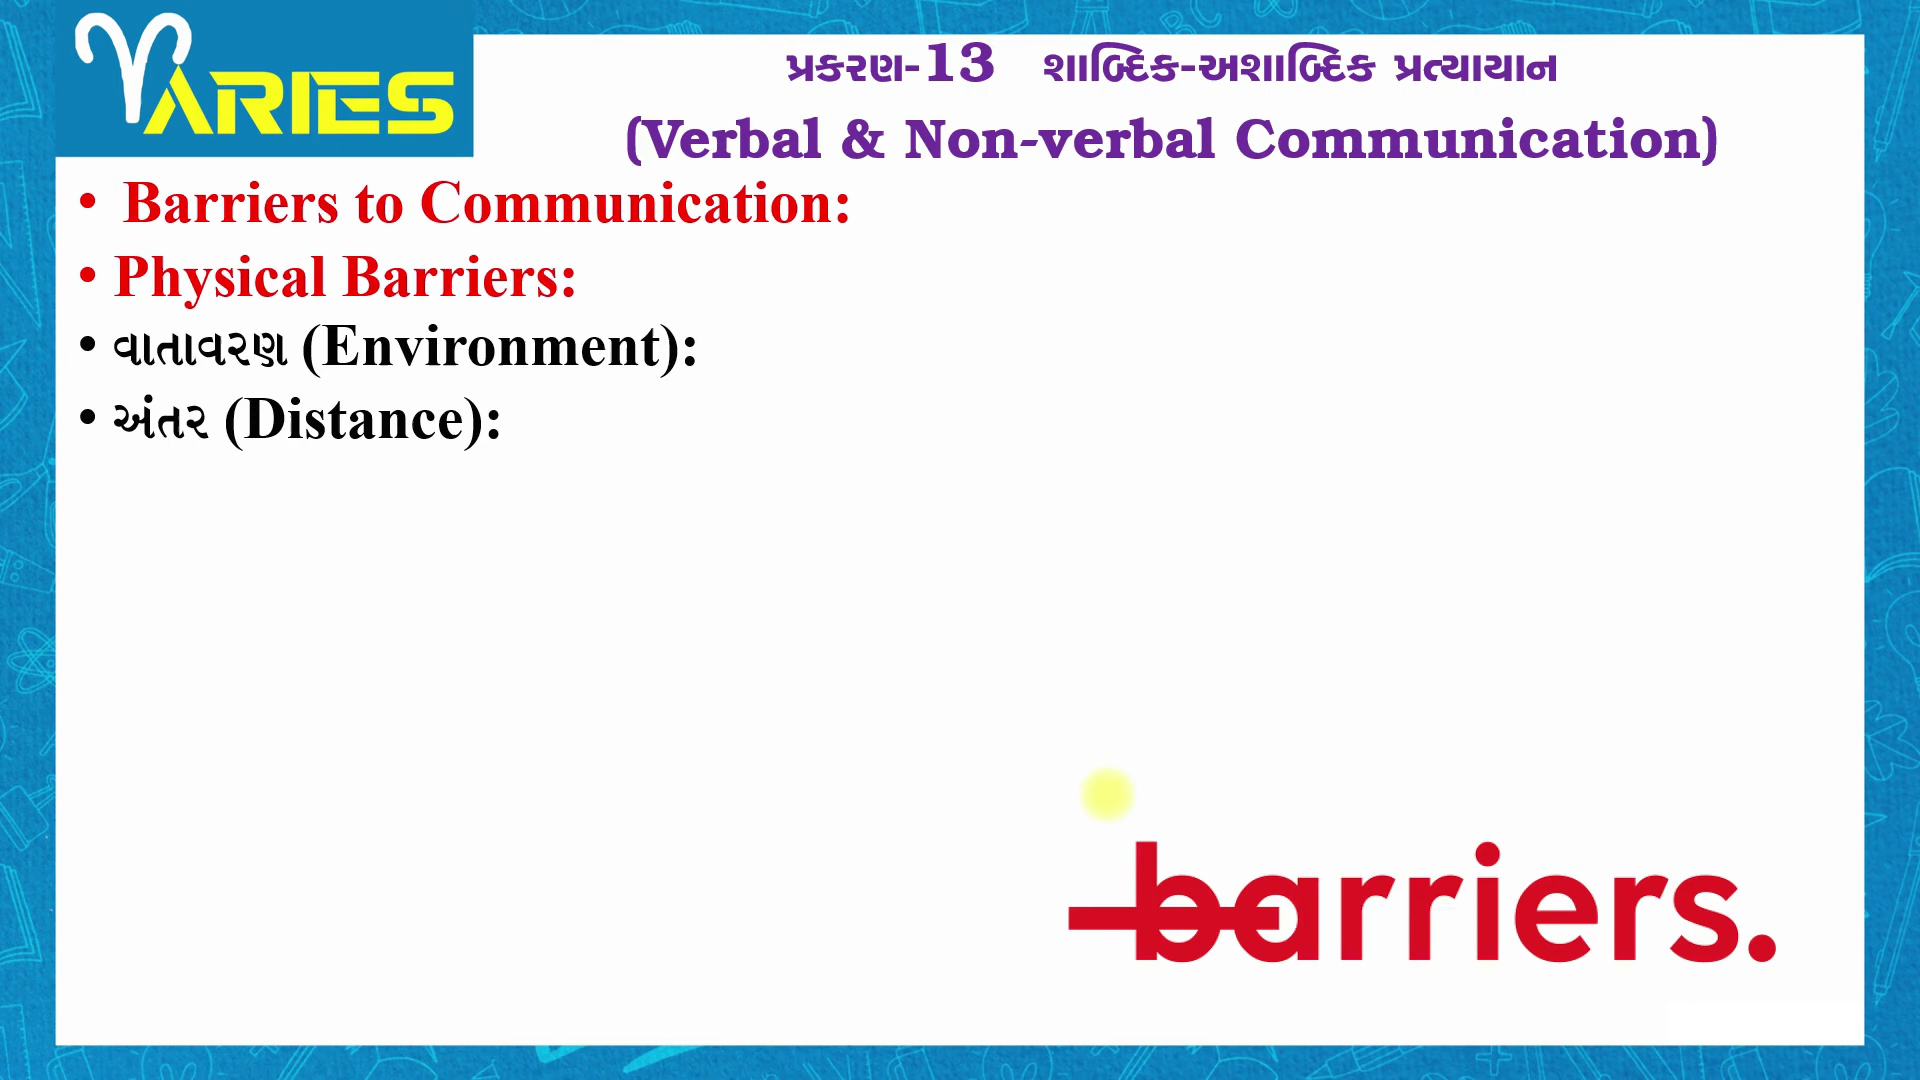 ARIES
પ્રકરણ-13 શાબ્દિક-અશાબ્દિક પ્રત્યાયાન
(Verbal & Non-verbal Communication)
• Barriers to Communication:
• Physical Barriers:
• વાતાવરણ (Environment):
• અંતર (Distance):
barriers.